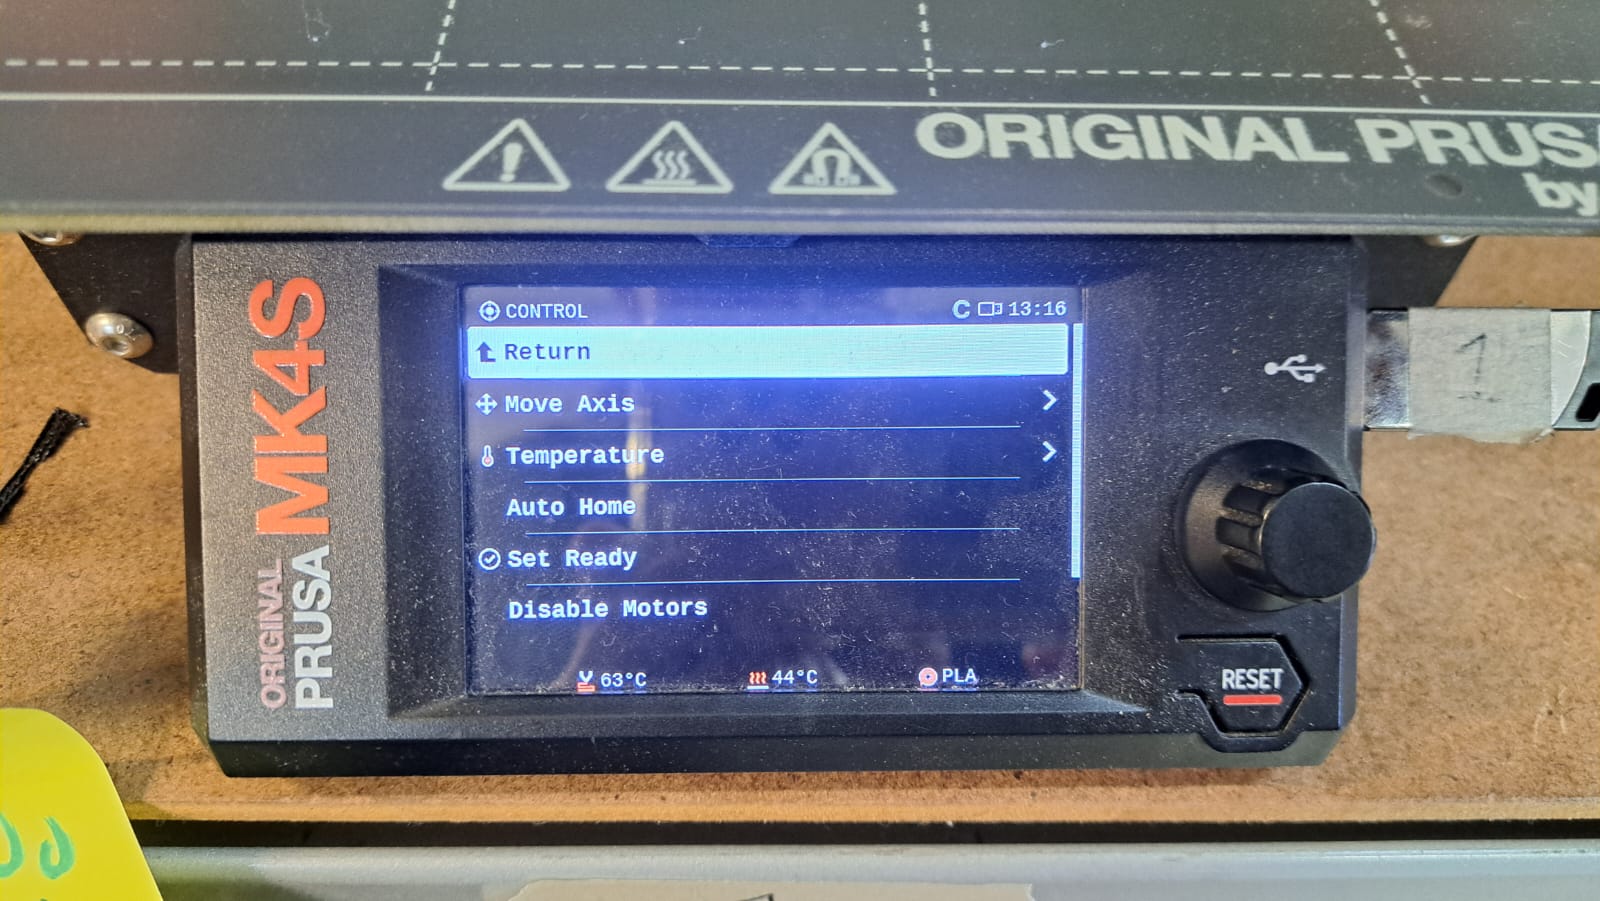 ORIGINAL PRUS
by
ORIGINAL
PRUSA MK4S
CONTROL
C 13:16
Return
Move Axis
Temperature
Auto Home
Set Ready
Disable Motors
63°C 44°C PLA
1
RESET